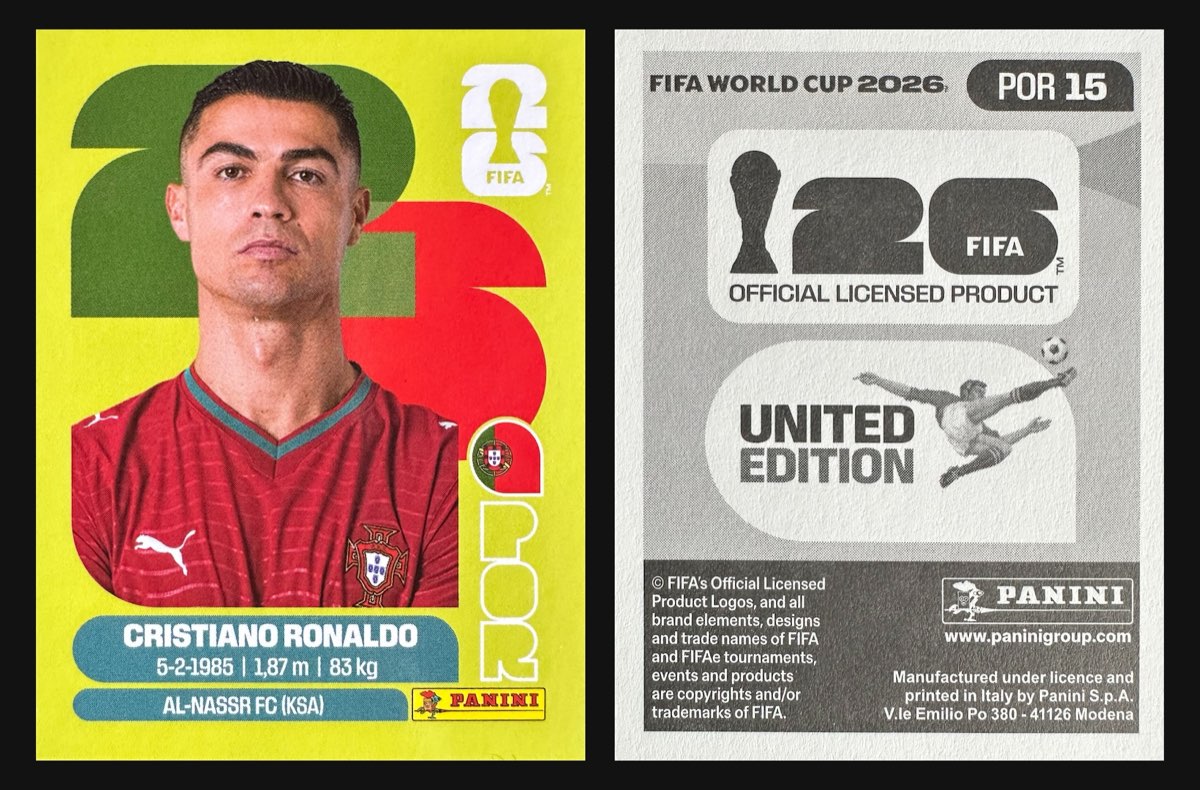 26
FIFA
CRISTIANO RONALDO
5-2-1985 | 1,87 m | 83 kg
AL-NASSR FC (KSA)
PANINI
POR
FIFA WORLD CUP 2026
POR 15
26
FIFA
TM
OFFICIAL LICENSED PRODUCT
UNITED
EDITION
© FIFA's Official Licensed
Product Logos, and all
brand elements, designs
and trade names of FIFA
and FIFAe tournaments,
events and products
are copyrights and/or
trademarks of FIFA.
PANINI
www.paninigroup.com
Manufactured under licence and
printed in Italy by Panini S.p.A.
V.le Emilio Po 380 - 41126 Modena